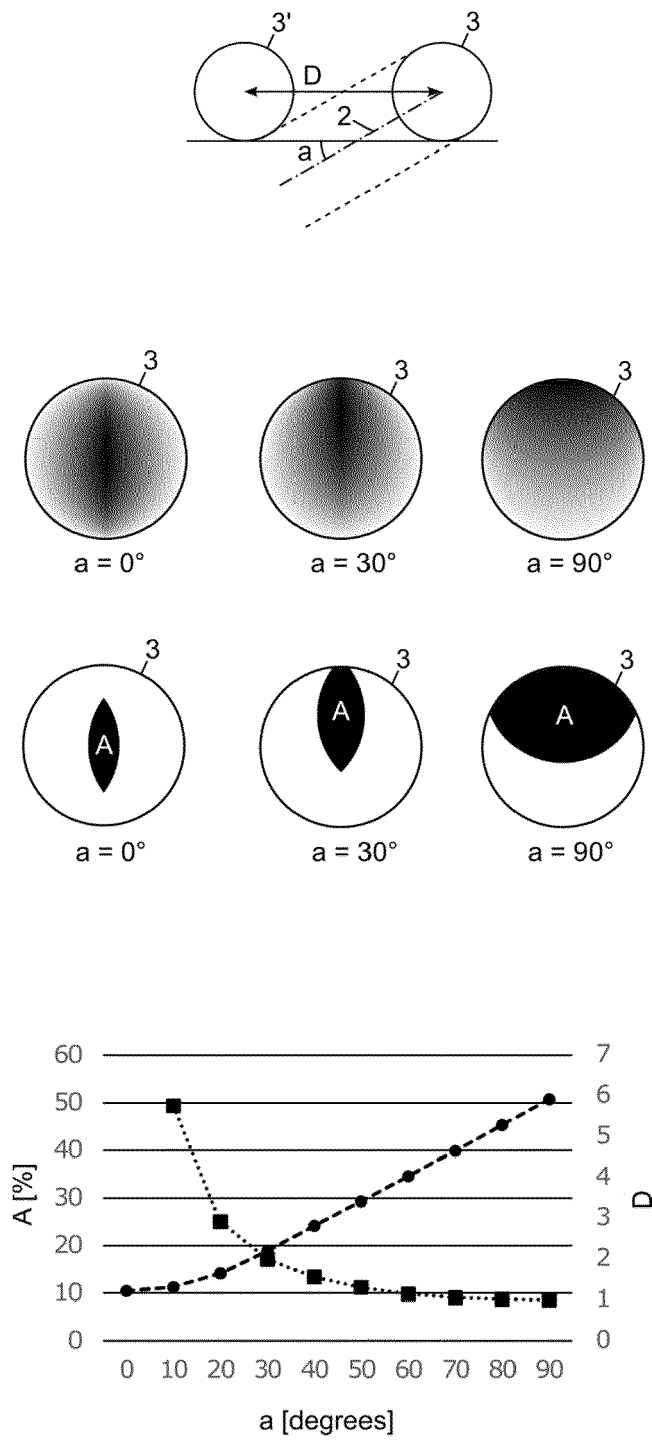 3' 3
D
2
a
3 3 3
a = 0° a = 30° a = 90°
3 3 3
A A A
a = 0° a = 30° a = 90°
60 7
50 6
40 5
30 4
20 3
10 2
0 1
0
A [%]
D
0 10 20 30 40 50 60 70 80 90
a [degrees]